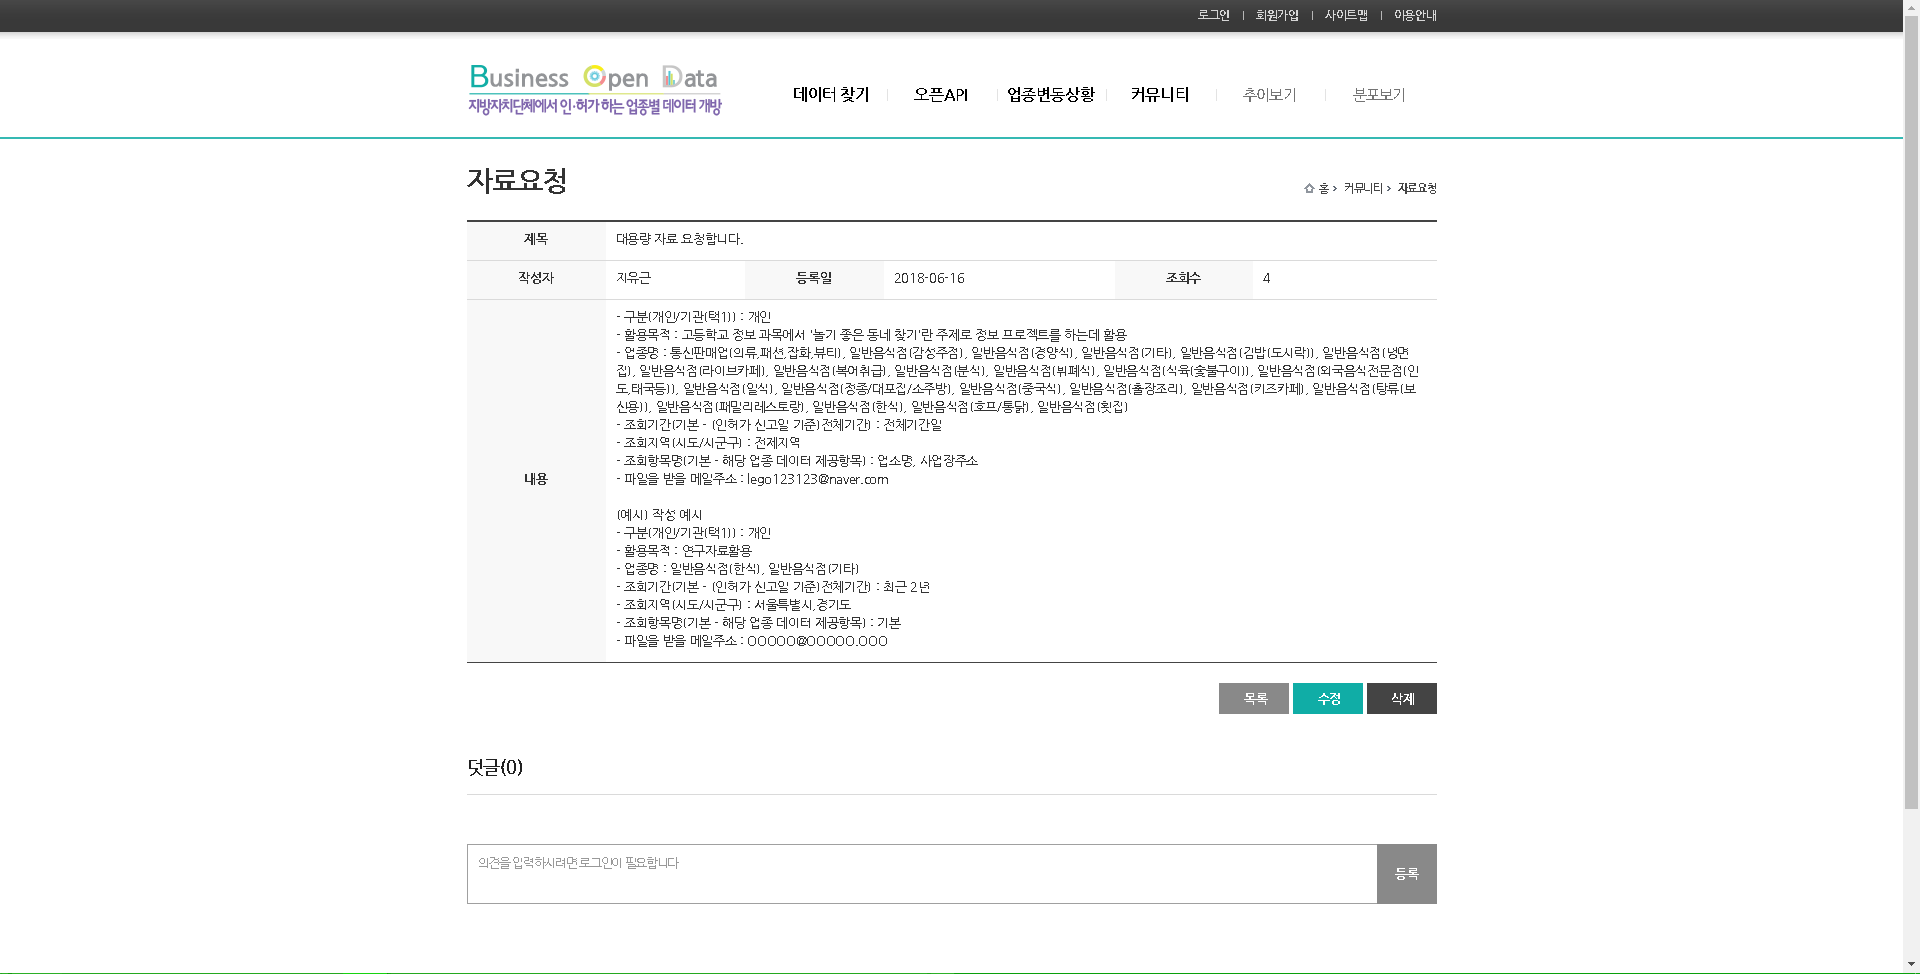 로그인 회원가입 사이트맵 이용안내
Business Open Data
지방자치단체에서 인·허가 하는 업종별 데이터 개방
데이터 찾기 오픈API 업종변동상황 커뮤니티 추이보기 분포보기
자료요청
홈 > 커뮤니티 > 자료요청
제목 대용량 자료 요청합니다.
작성자 지유근 등록일 2018-06-16 조회수 4
내용
- 구분(개인/기관(택1)) : 개인
- 활용목적 : 고등학교 정보 과목에서 '놀기 좋은 동네 찾기'란 주제로 정보 프로젝트를 하는데 활용
- 업종명 : 통신판매업(의류,패션,잡화,뷰티), 일반음식점(감성주점), 일반음식점(경양식), 일반음식점(기타), 일반음식점(김밥(도시락)), 일반음식점(냉면
집), 일반음식점(라이브카페), 일반음식점(복어취급), 일반음식점(분식), 일반음식점(뷔페식), 일반음식점(식육(숯불구이)), 일반음식점(외국음식전문점(인
도,태국등)), 일반음식점(일식), 일반음식점(정종/대포집/소주방), 일반음식점(중국식), 일반음식점(출장조리), 일반음식점(키즈카페), 일반음식점(탕류(보
신용)), 일반음식점(패밀리레스토랑), 일반음식점(한식), 일반음식점(호프/통닭), 일반음식점(횟집)
- 조회기간(기본 - (인허가 신고일 기준)전체기간) : 전체기간일
- 조회지역(시도/시군구) : 전제지역
- 조회항목명(기본 - 해당 업종 데이터 제공항목) : 업소명, 사업장주소
- 파일을 받을 메일주소 : lego123123@naver.com
(예시) 작성 예시
- 구분(개인/기관(택1)) : 개인
- 활용목적 : 연구자료활용
- 업종명 : 일반음식점(한식), 일반음식점(기타)
- 조회기간(기본 - (인허가 신고일 기준)전체기간) : 최근 2년
- 조회지역(시도/시군구) : 서울특별시,경기도
- 조회항목명(기본 - 해당 업종 데이터 제공항목) : 기본
- 파일을 받을 메일주소 : OOOOO@OOOOO.OOO
목록 수정 삭제
덧글(0)
의견을 입력하시려면 로그인이 필요합니다
등록